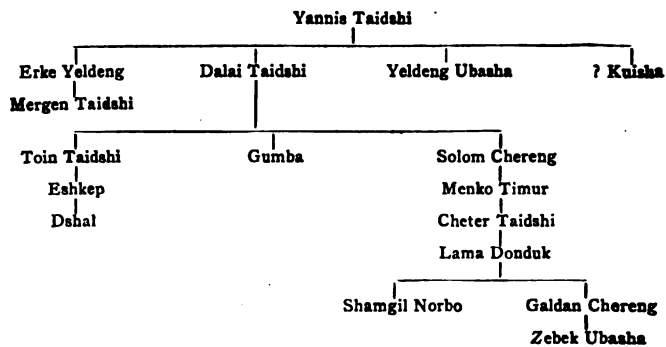 Yannis Taidshi
Erke Yeldeng Dalai Taidshi Yeldeng Ubasha ? Kuisha
Mergen Taidshi
Toin Taidshi Gumba Solom Chereng
Eshkep Menko Timur
Dshal Cheter Taidshi
Lama Donduk
Shamgil Norbo Galdan Chereng
Zebek Ubasha